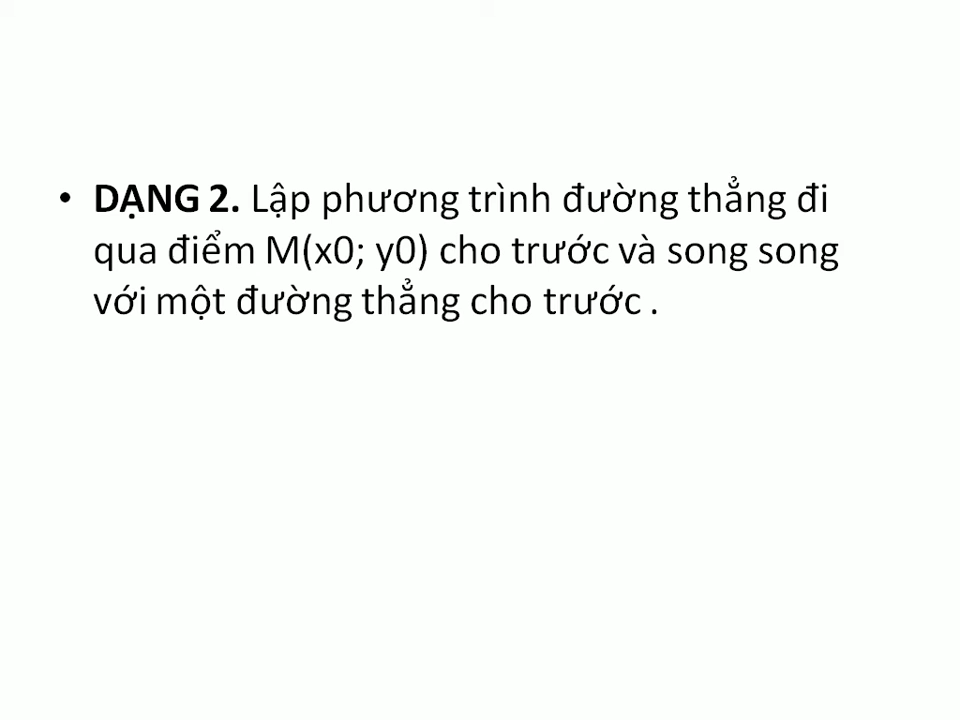 • DẠNG 2. Lập phương trình đường thẳng đi
qua điểm M(x0; y0) cho trước và song song
với một đường thẳng cho trước .